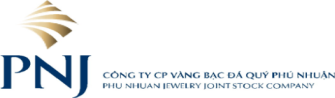 PNJ
CÔNG TY CP VÀNG BẠC ĐÁ QUÝ PHÚ NHUẬN
PHU NHUAN JEWELRY JOINT STOCK COMPANY